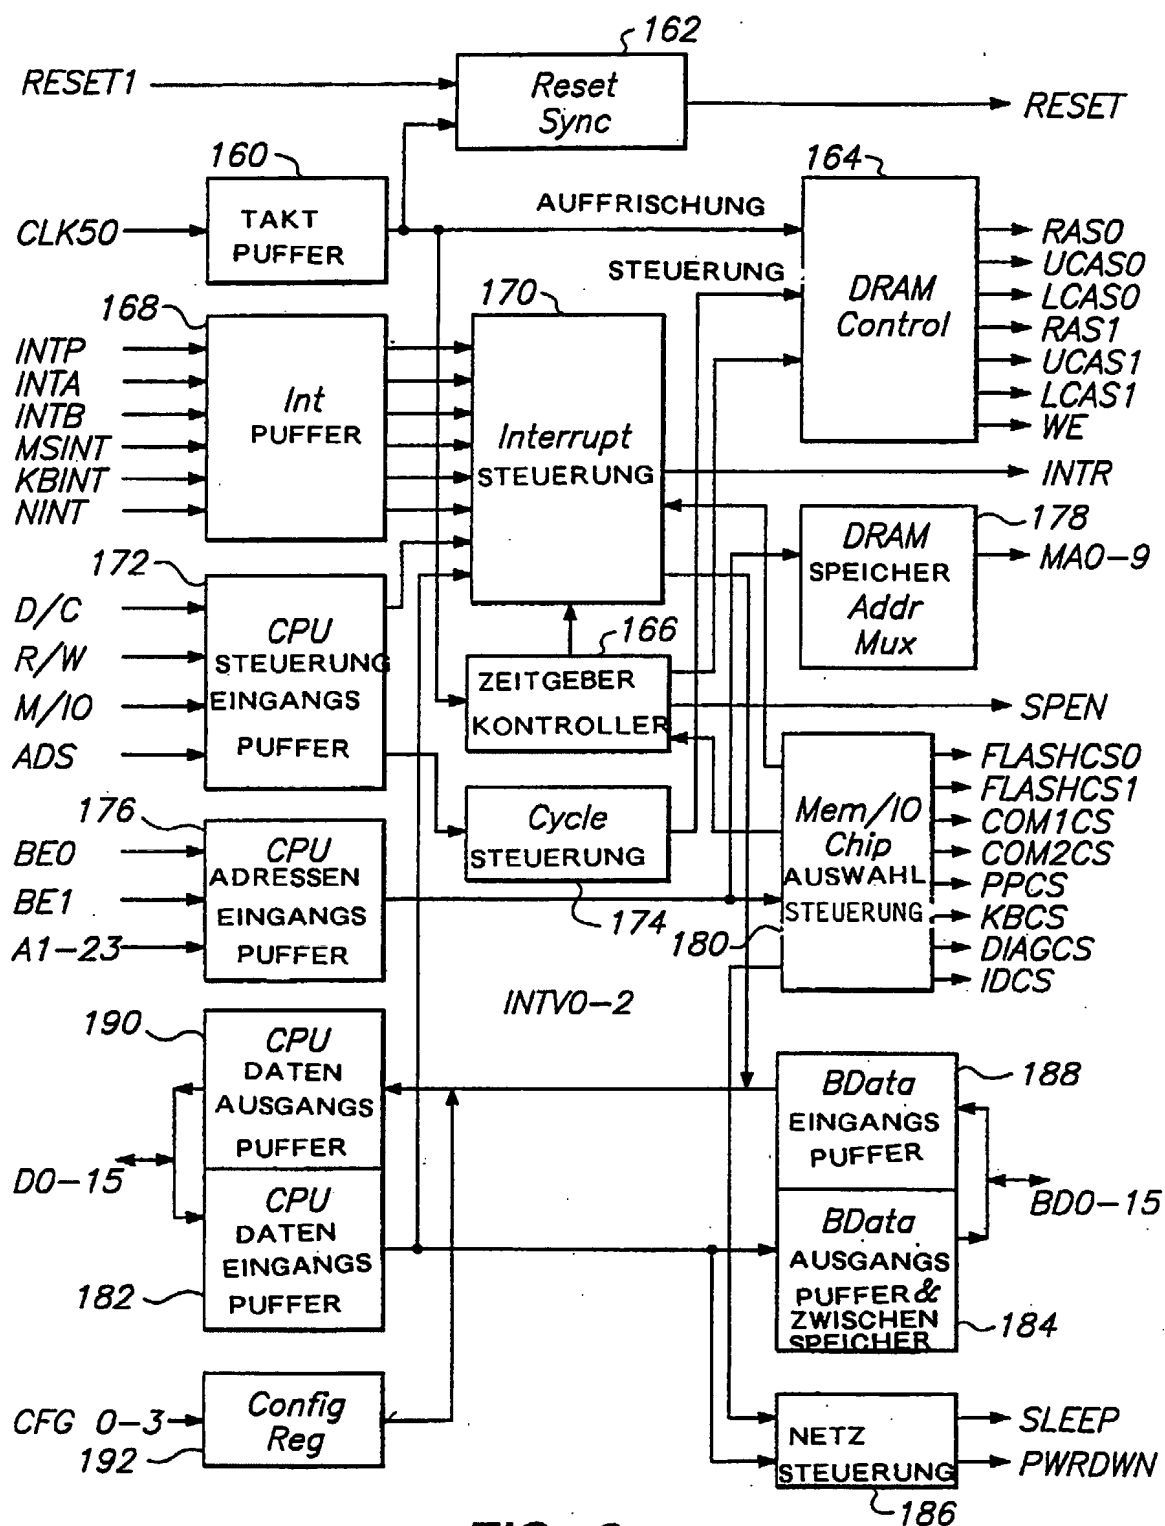 162
RESET1
Reset
Sync
RESET
160
164
CLK50
TAKT
PUFFER
AUFFRISCHUNG
STEUERUNG
DRAM
Control
RAS0
UCAS0
LCAS0
RAS1
UCAS1
LCAS1
WE
168
170
INTP
INTA
INTB
MSINT
KBINT
NINT
Int
PUFFER
Interrupt
STEUERUNG
INTR
178
DRAM
SPEICHER
Addr
Mux
MA0-9
172
D/C
R/W
M/IO
ADS
CPU
STEUERUNG
EINGANGS
PUFFER
166
ZEITGEBER
KONTROLLER
SPEN
176
BE0
BE1
A1-23
CPU
ADRESSEN
EINGANGS
PUFFER
Cycle
STEUERUNG
174
Mem/IO
Chip
AUSWAHL
STEUERUNG
180
FLASHCS0
FLASHCS1
COM1CS
COM2CS
PPCS
KBCS
DIAGCS
IDCS
INTV0-2
190
CPU
DATEN
AUSGANGS
PUFFER
D0-15
CPU
DATEN
EINGANGS
PUFFER
182
BData
EINGANGS
PUFFER
188
BD0-15
BData
AUSGANGS
PUFFER &
ZWISCHEN
SPEICHER
184
CFG 0-3
192
Config
Reg
NETZ
STEUERUNG
186
SLEEP
PWRDWN